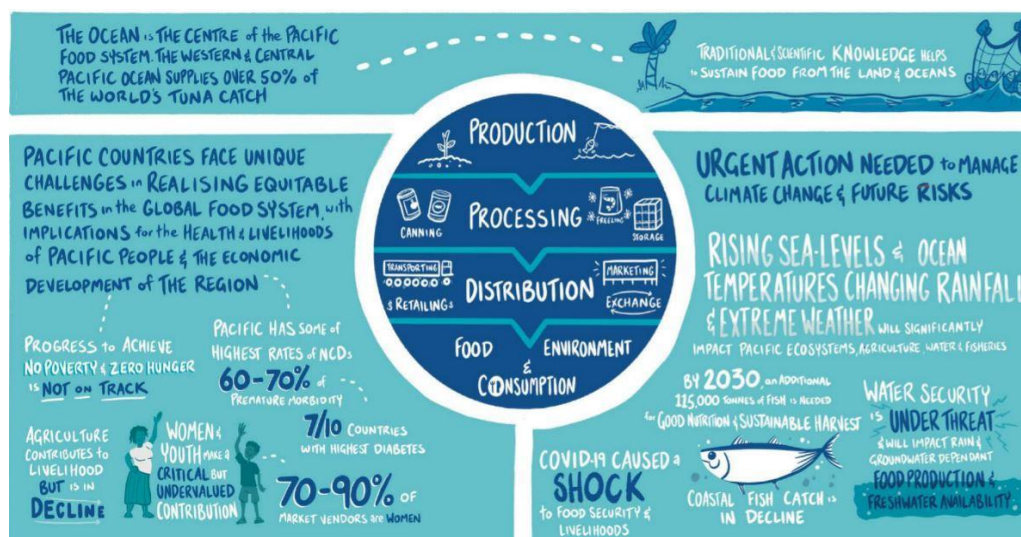 THE OCEAN IS THE CENTRE of the PACIFIC
FOOD SYSTEM. THE WESTERN & CENTRAL
PACIFIC OCEAN SUPPLIES OVER 50% of
THE WORLD'S TUNA CATCH
TRADITIONAL & SCIENTIFIC KNOWLEDGE HELPS
to SUSTAIN FOOD FROM THE LAND & OCEANS
PACIFIC COUNTRIES FACE UNIQUE
CHALLENGES in REALISING EQUITABLE
BENEFITS in the GLOBAL FOOD SYSTEM, with
IMPLICATIONS for the HEALTH & LIVELIHOODS
of PACIFIC PEOPLE & THE ECONOMIC
DEVELOPMENT of THE REGION
PROGRESS to ACHIEVE
NO POVERTY & ZERO HUNGER
is NOT ON TRACK
PACIFIC HAS SOME of
HIGHEST RATES of NCDs
60-70% of
PREMATURE MORBIDITY
7/10 COUNTRIES
WITH HIGHEST DIABETES
AGRICULTURE
CONTRIBUTES to
LIVELIHOOD
BUT IS IN
DECLINE
WOMEN &
YOUTH MAKE A
CRITICAL BUT
UNDERVALUED
CONTRIBUTION
70-90% OF
MARKET VENDORS are WOMEN
PRODUCTION
PROCESSING
CANNING
FREEZING
STORAGE
TRANSPORTING
& RETAILING
DISTRIBUTION
MARKETING
EXCHANGE
FOOD ENVIRONMENT
&
CONSUMPTION
URGENT ACTION NEEDED to MANAGE
CLIMATE CHANGE & FUTURE RISKS
RISING SEA-LEVELS & OCEAN
TEMPERATURES CHANGING RAINFALL
& EXTREME WEATHER WILL SIGNIFICANTLY
IMPACT PACIFIC ECOSYSTEMS, AGRICULTURE, WATER & FISHERIES
BY 2030, an ADDITIONAL
115,000 TONNES of FISH IS NEEDED
for GOOD NUTRITION & SUSTAINABLE HARVEST
COASTAL FISH CATCH is
IN DECLINE
WATER SECURITY
is UNDER THREAT
& WILL IMPACT RAIN &
GROUNDWATER DEPENDANT
FOOD PRODUCTION &
FRESHWATER AVAILABILITY
COVID-19 CAUSED a
SHOCK
to FOOD SECURITY &
LIVELIHOODS